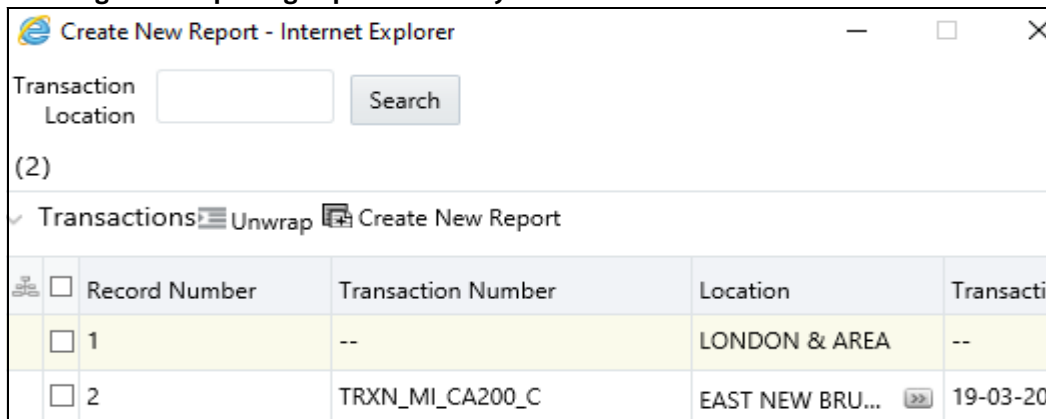 Create New Report - Internet Explorer
Transaction
Location
Search
(2)
Transactions Unwrap Create New Report
Record Number Transaction Number Location Transacti
1 -- LONDON & AREA --
2 TRXN_MI_CA200_C EAST NEW BRU... 19-03-20